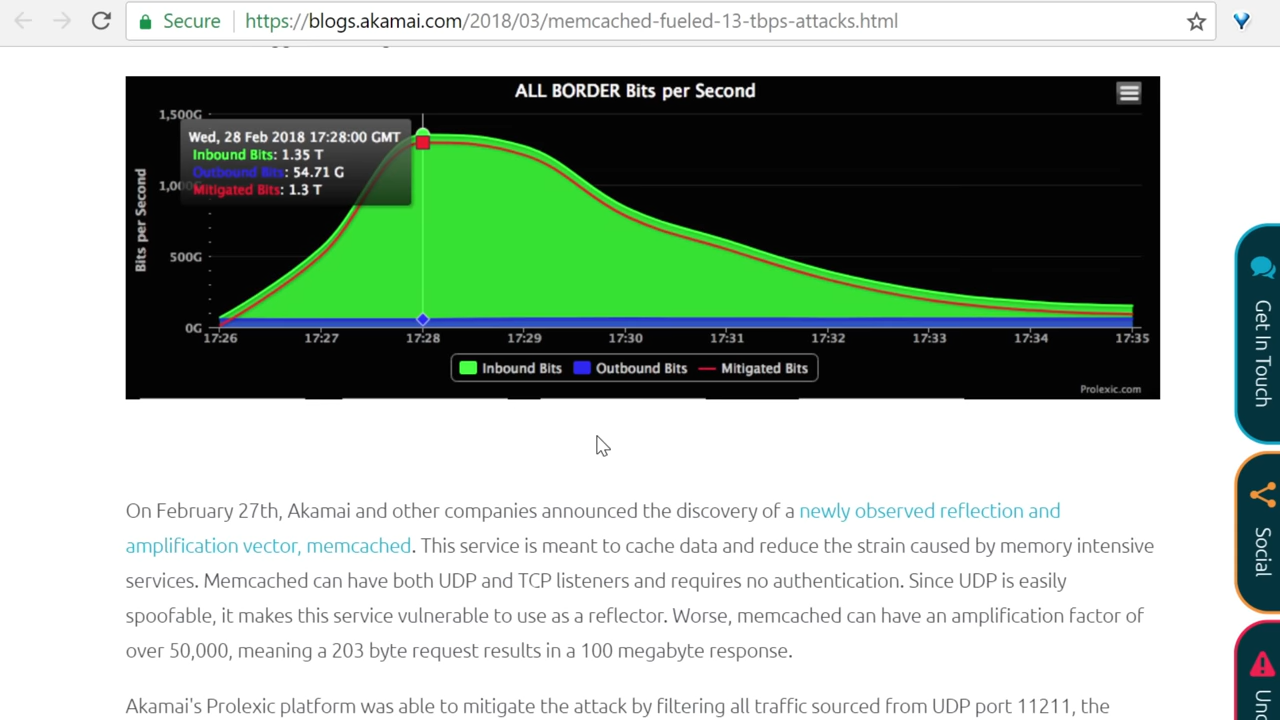 Secure
https://blogs.akamai.com/2018/03/memcached-fueled-13-tbps-attacks.html
ALL BORDER Bits per Second
1,500G
Wed, 28 Feb 2018 17:28:00 GMT
Inbound Bits: 1.35 T
Outbound Bits: 54.71 G
Mitigated Bits: 1.3 T
500G
0G
Bits per Second
17:26 17:27 17:28 17:29 17:30 17:31 17:32 17:33 17:34 17:35
Inbound Bits Outbound Bits Mitigated Bits
Prolexic.com
On February 27th, Akamai and other companies announced the discovery of a newly observed reflection and
amplification vector, memcached. This service is meant to cache data and reduce the strain caused by memory intensive
services. Memcached can have both UDP and TCP listeners and requires no authentication. Since UDP is easily
spoofable, it makes this service vulnerable to use as a reflector. Worse, memcached can have an amplification factor of
over 50,000, meaning a 203 byte request results in a 100 megabyte response.
Akamai's Prolexic platform was able to mitigate the attack by filtering all traffic sourced from UDP port 11211, the
Get In Touch
Social